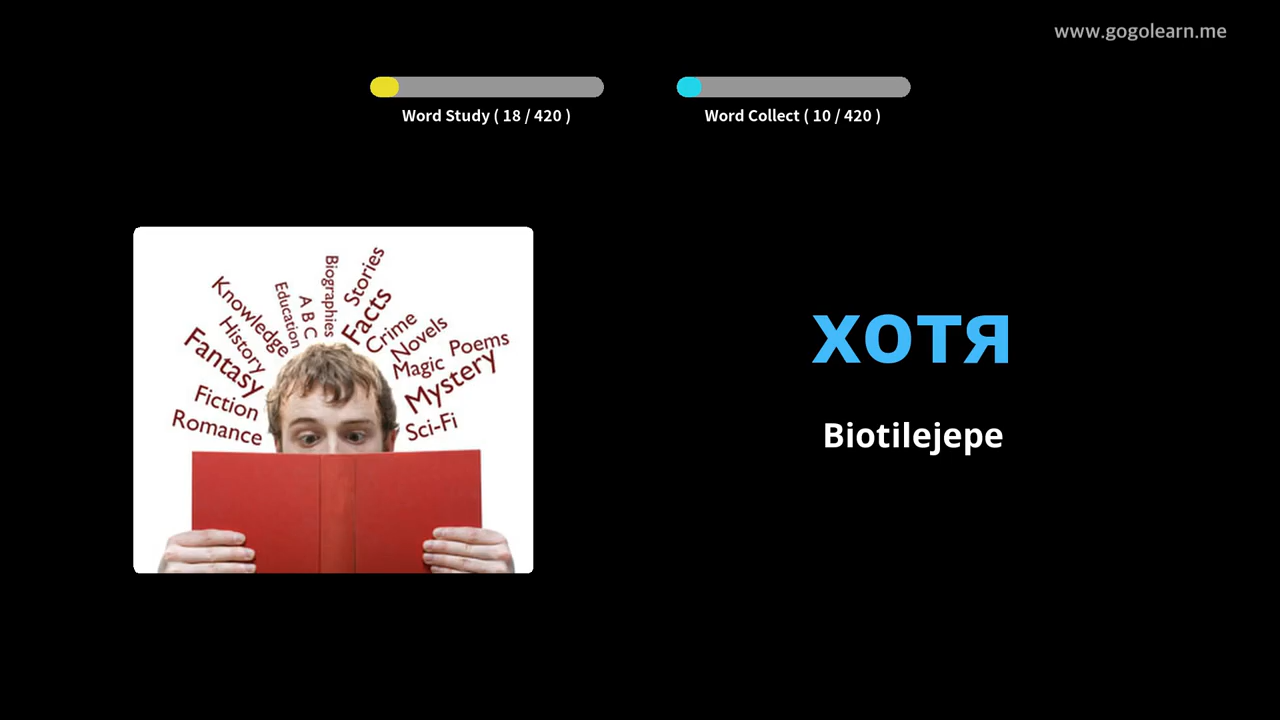 www.gogolearn.me
Word Study ( 18 / 420 )
Word Collect ( 10 / 420 )
Biographies
Stories
Knowledge
Education
A B C
Facts
Crime
History
Novels
Poems
Fantasy
Magic
Mystery
Fiction
Romance
Sci-Fi
хотя
Biotilejepe